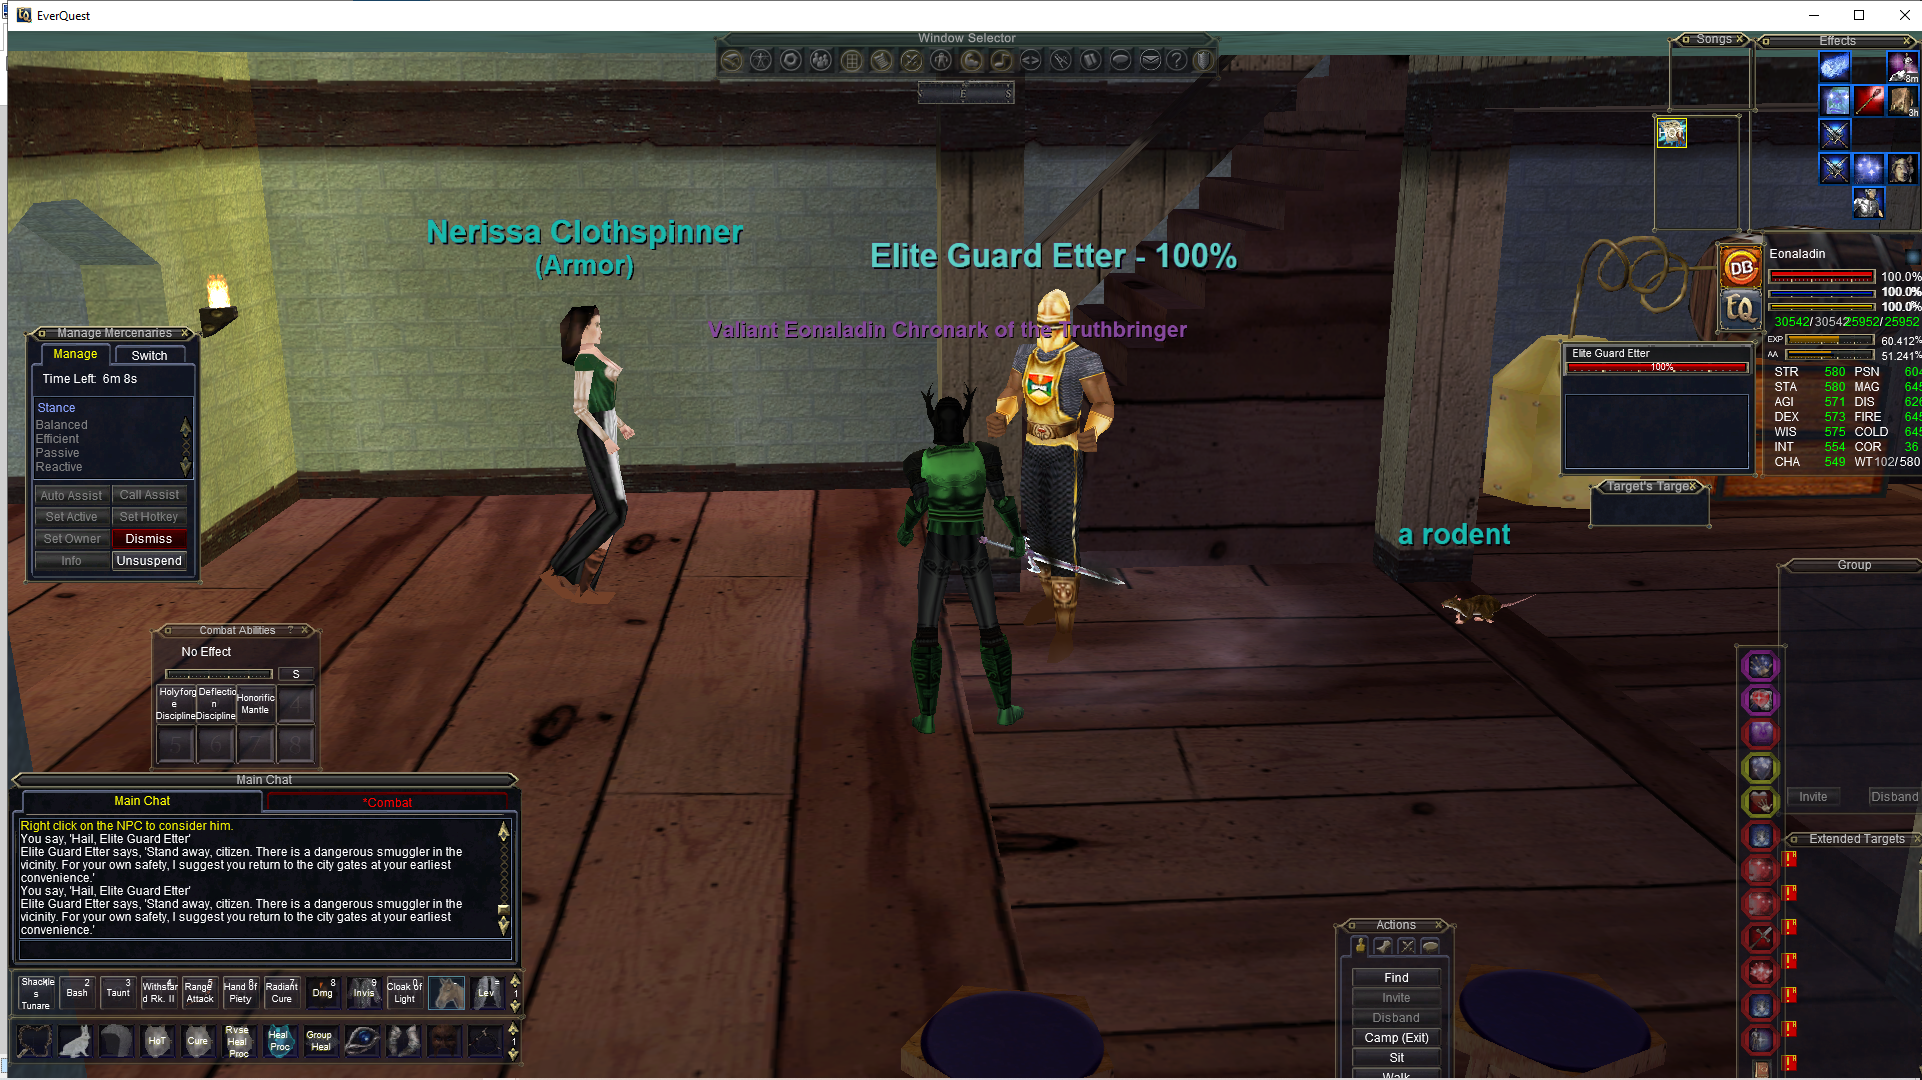 EverQuest
Window Selector
E
S
Songs
Effects
8m
3h
HOT
Nerissa Clothspinner
(Armor)
Elite Guard Etter - 100%
Valiant Eonaladin Chronark of the Truthbringer
a rodent
Eonaladin
DB
EQ
100.0%
100.0%
100.0%
30542/30542 25952/25952
EXP 60.412%
AA 51.241%
STR 580 PSN 604
STA 580 MAG 645
AGI 571 DIS 626
DEX 573 FIRE 645
WIS 575 COLD 645
INT 554 COR 36
CHA 549 WT 102/580
Elite Guard Etter
100%
Target's Target
Manage Mercenaries
Manage Switch
Time Left: 6m 8s
Stance
Balanced
Efficient
Passive
Reactive
Auto Assist Call Assist
Set Active Set Hotkey
Set Owner Dismiss
Info Unsuspend
Combat Abilities ?
No Effect
S
Holyforge Discipline Deflection Discipline Honorific Mantle 4
5 6 7 8
Main Chat
Main Chat *Combat
Right click on the NPC to consider him.
You say, 'Hail, Elite Guard Etter'
Elite Guard Etter says, 'Stand away, citizen. There is a dangerous smuggler in the
vicinity. For your own safety, I suggest you return to the city gates at your earliest
convenience.'
You say, 'Hail, Elite Guard Etter'
Elite Guard Etter says, 'Stand away, citizen. There is a dangerous smuggler in the
vicinity. For your own safety, I suggest you return to the city gates at your earliest
convenience.'
Shackles Tunare Bash Taunt Withstand Rk. II Range Attack Hand of Piety Radiant Cure Dmg Invis Cloak of Light Lev 1
HoT Cure Rvse Heal Proc Heal Proc Group Heal 1
Group
Invite Disband
Extended Targets
Actions
Find
Invite
Disband
Camp (Exit)
Sit
Walk